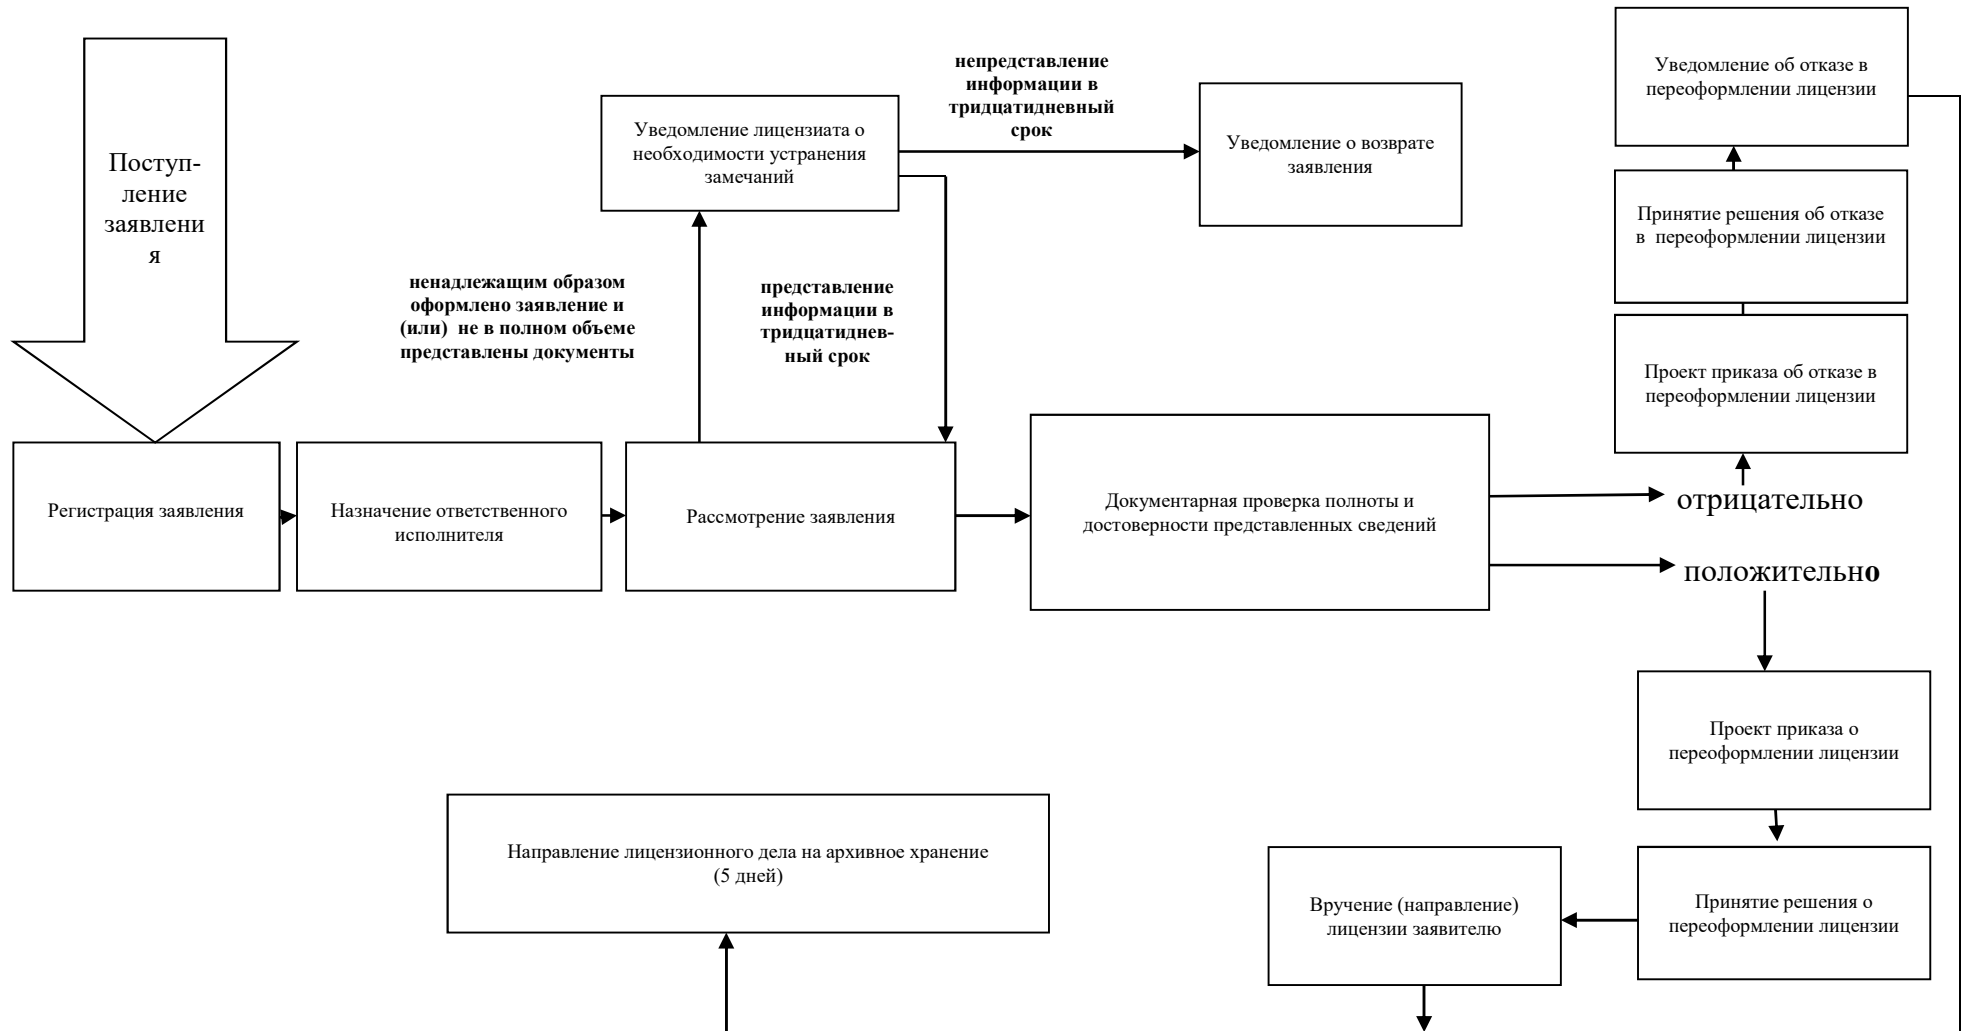 Поступ-
ление
заявлени
я
Регистрация заявления
Назначение ответственного
исполнителя
Рассмотрение заявления
ненадлежащим образом
оформлено заявление и
(или) не в полном объеме
представлены документы
Уведомление лицензиата о
необходимости устранения
замечаний
представление
информации в
тридцатиднев-
ный срок
непредставление
информации в
тридцатидневный
срок
Уведомление о возврате
заявления
Документарная проверка полноты и
достоверности представленных сведений
отрицательно
Проект приказа об отказе в
переоформлении лицензии
Принятие решения об отказе
в переоформлении лицензии
Уведомление об отказе в
переоформлении лицензии
положительно
Проект приказа о
переоформлении лицензии
Принятие решения о
переоформлении лицензии
Вручение (направление)
лицензии заявителю
Направление лицензионного дела на архивное хранение
(5 дней)